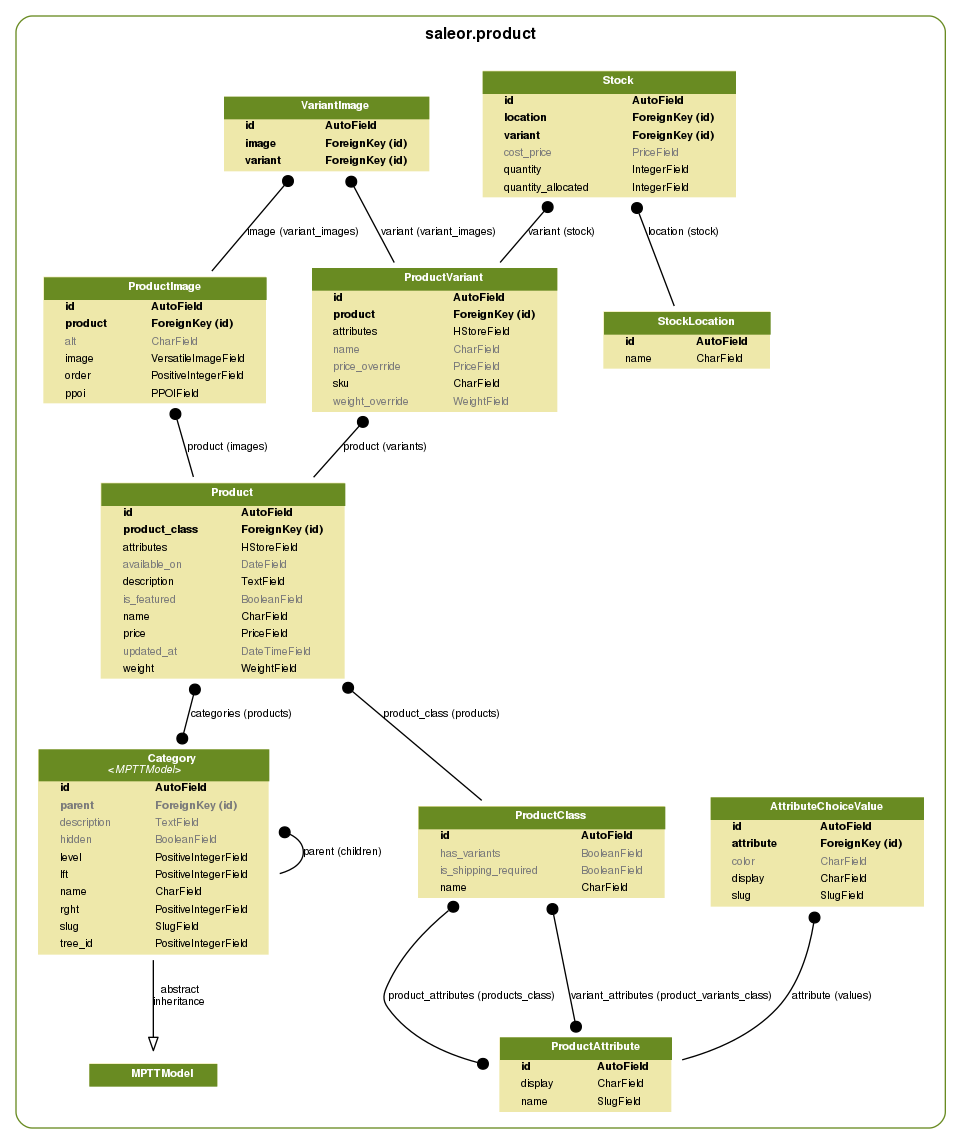 saleor.product
VariantImage
id AutoField
image ForeignKey (id)
variant ForeignKey (id)
Stock
id AutoField
location ForeignKey (id)
variant ForeignKey (id)
cost_price PriceField
quantity IntegerField
quantity_allocated IntegerField
image (variant_images)
variant (variant_images)
variant (stock)
location (stock)
ProductImage
id AutoField
product ForeignKey (id)
alt CharField
image VersatileImageField
order PositiveIntegerField
ppoi PPOIField
ProductVariant
id AutoField
product ForeignKey (id)
attributes HStoreField
name CharField
price_override PriceField
sku CharField
weight_override WeightField
StockLocation
id AutoField
name CharField
product (images)
product (variants)
Product
id AutoField
product_class ForeignKey (id)
attributes HStoreField
available_on DateField
description TextField
is_featured BooleanField
name CharField
price PriceField
updated_at DateTimeField
weight WeightField
categories (products)
product_class (products)
Category
<MPTTModel>
id AutoField
parent ForeignKey (id)
description TextField
hidden BooleanField
level PositiveIntegerField
lft PositiveIntegerField
name CharField
rght PositiveIntegerField
slug SlugField
tree_id PositiveIntegerField
parent (children)
ProductClass
id AutoField
has_variants BooleanField
is_shipping_required BooleanField
name CharField
AttributeChoiceValue
id AutoField
attribute ForeignKey (id)
color CharField
display CharField
slug SlugField
abstract
inheritance
product_attributes (products_class)
variant_attributes (product_variants_class)
attribute (values)
MPTTModel
ProductAttribute
id AutoField
display CharField
name SlugField